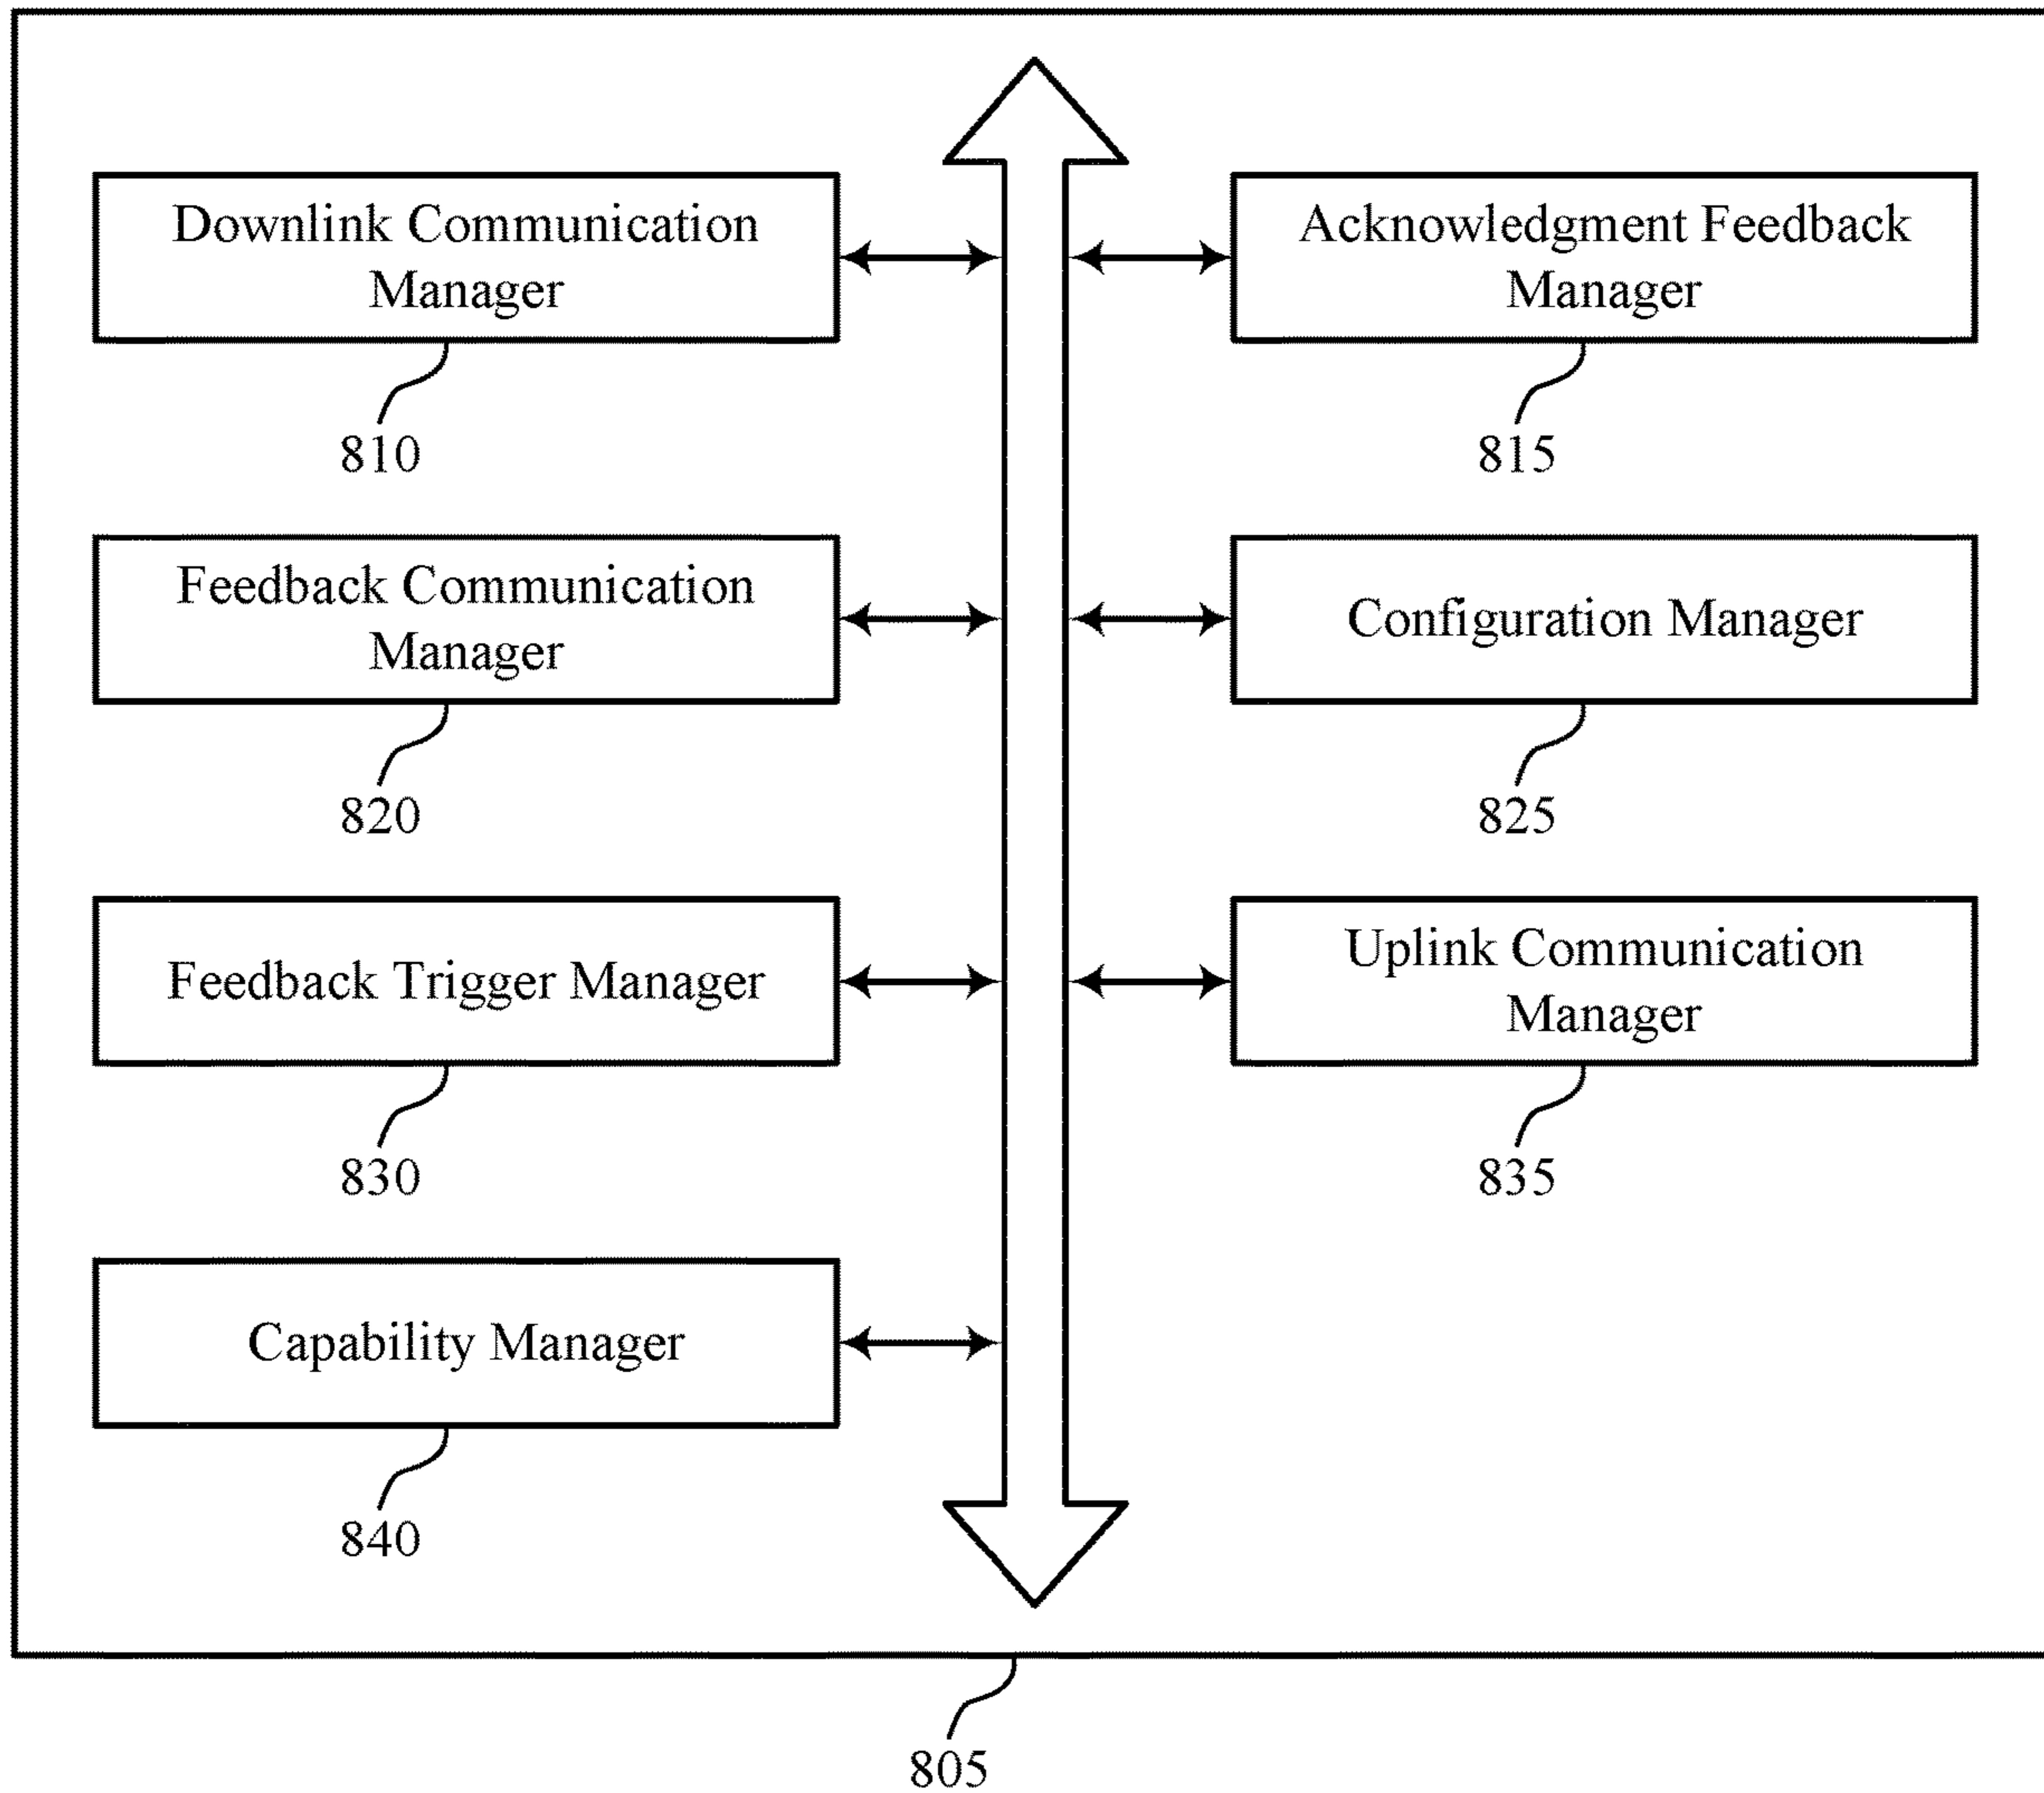 Downlink Communication
Manager
810
Acknowledgment Feedback
Manager
815
Feedback Communication
Manager
820
Configuration Manager
825
Feedback Trigger Manager
830
Uplink Communication
Manager
835
Capability Manager
840
805